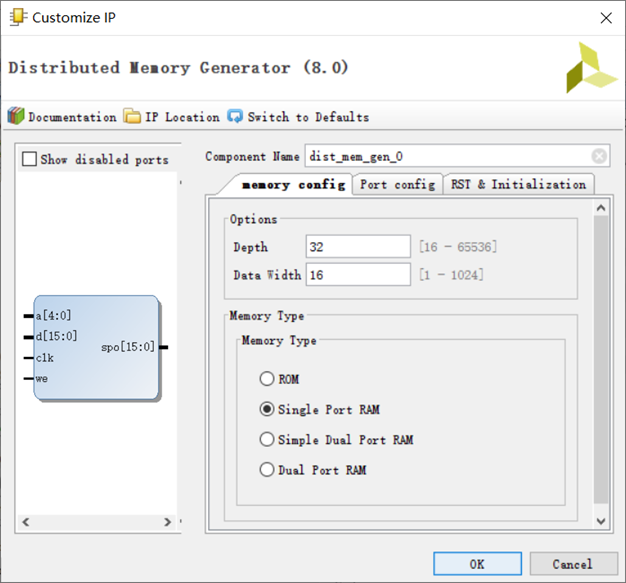 Customize IP
Distributed Memory Generator (8.0)
Documentation IP Location Switch to Defaults
Show disabled ports
Component Name dist_mem_gen_0
memory config Port config RST & Initialization
Options
Depth 32 [16 - 65536]
Data Width 16 [1 - 1024]
Memory Type
Memory Type
ROM
Single Port RAM
Simple Dual Port RAM
Dual Port RAM
a[4:0]
d[15:0]
clk
we
spo[15:0]
OK Cancel